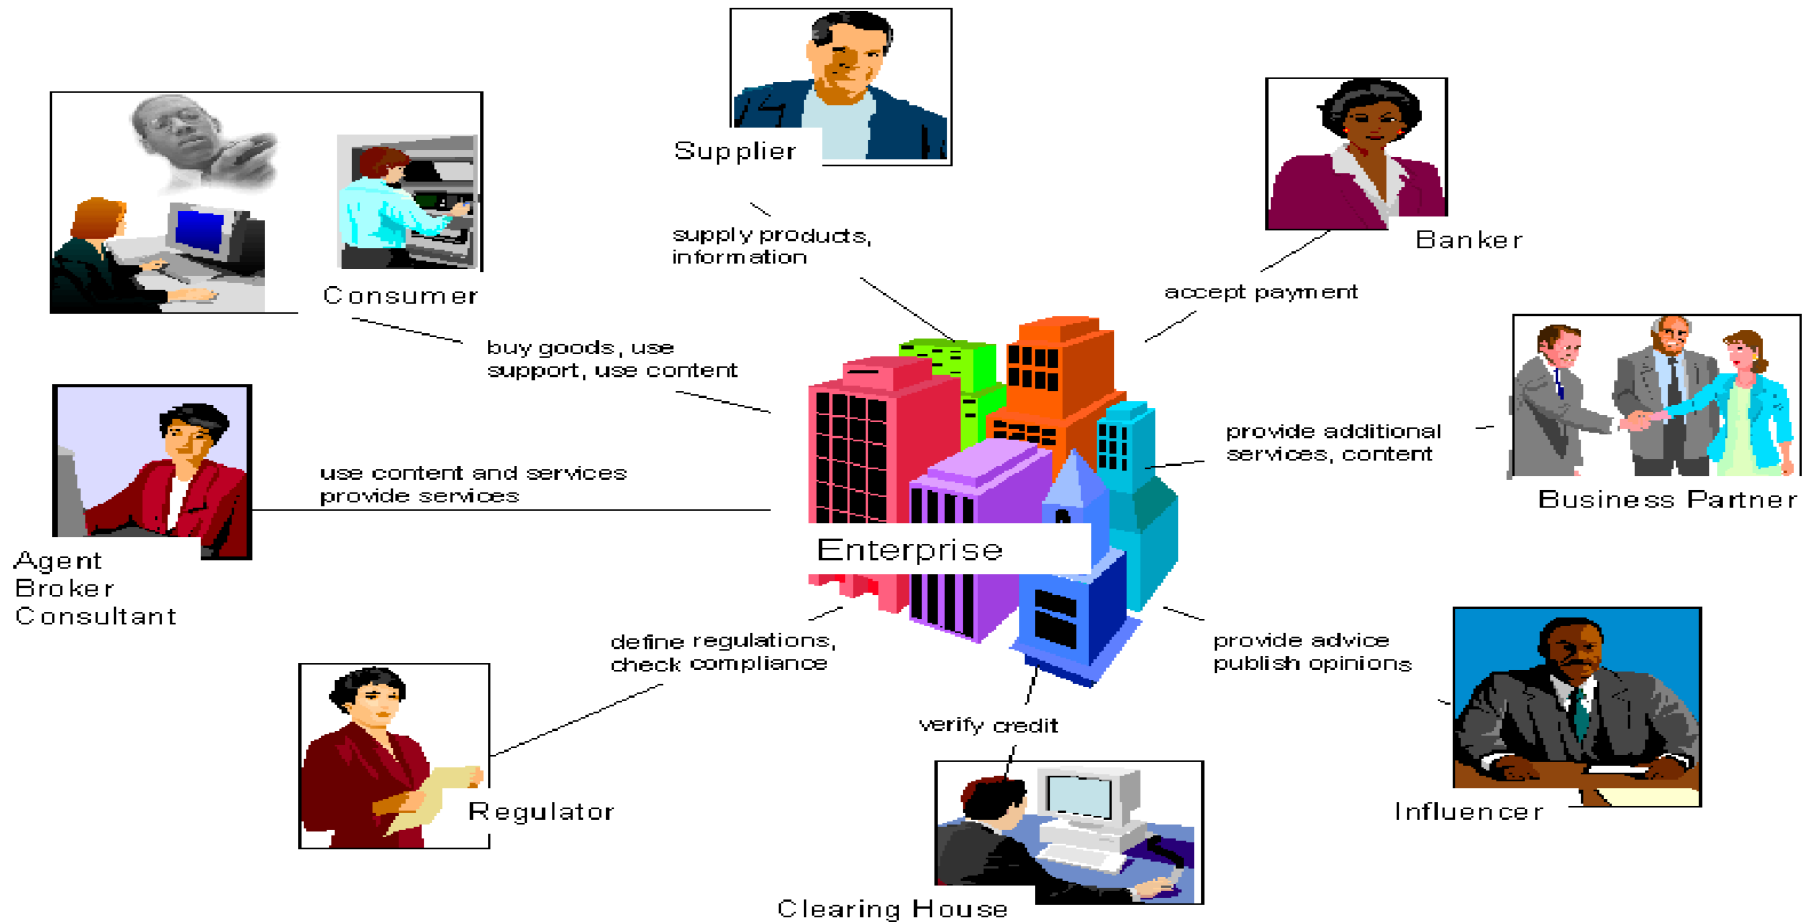 Supplier
supply products,
information
Banker
accept payment
Consumer
buy goods, use
support, use content
provide additional
services, content
Business Partner
use content and services
provide services
Agent
Broker
Consultant
Enterprise
define regulations,
check compliance
Regulator
verify credit
Clearing House
provide advice
publish opinions
Influencer